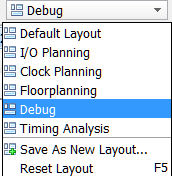 Debug
Default Layout
I/O Planning
Clock Planning
Floorplanning
Debug
Timing Analysis
Save As New Layout...
Reset Layout F5